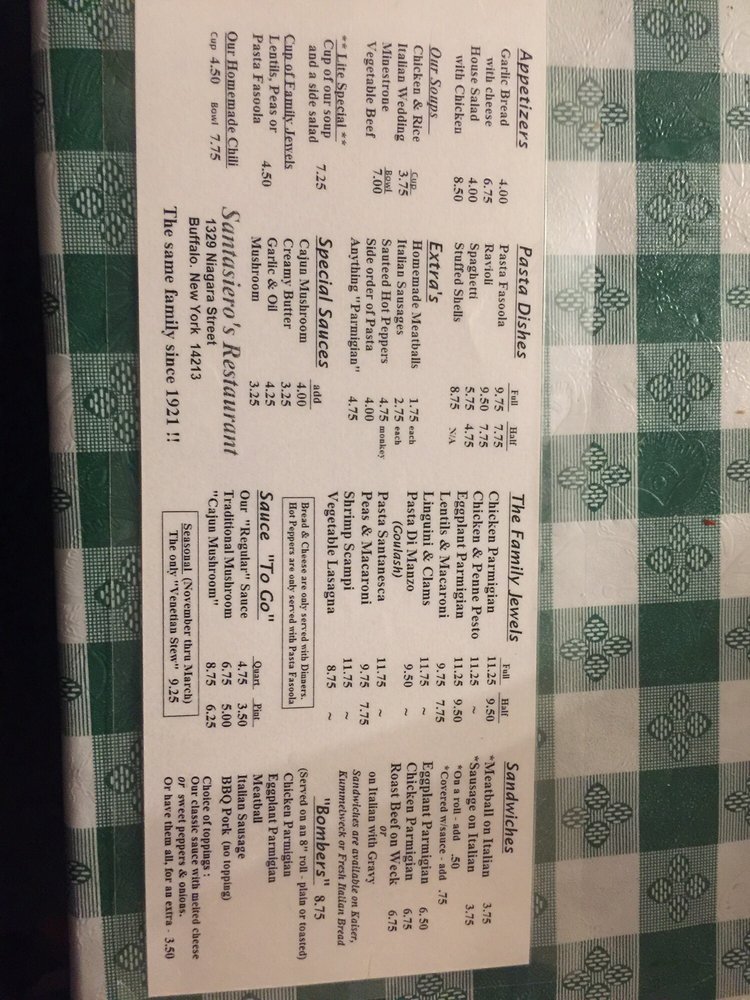 Appetizers
Garlic Bread 4.00
with cheese 6.75
House Salad 4.00
with Chicken 8.50
Our Soups
Chicken & Rice Cup
Italian Wedding 3.75
Minestrone Bowl
Vegetable Beef 7.00
** Lite Special **
Cup of our soup
and a side salad 7.25
Cup of Family Jewels
Lentils, Peas or
Pasta Fasoola 4.50
Our Homemade Chili
Cup 4.50 Bowl 7.75
Pasta Dishes
Full Half
Pasta Fasoola 9.75 7.75
Ravioli 9.50 7.75
Spaghetti 5.75 4.75
Stuffed Shells 8.75 N/A
Extra's
Homemade Meatballs 1.75 each
Italian Sausages 2.75 each
Sauteed Hot Peppers 4.75 monkey
Side order of Pasta 4.00
Anything "Parmigian" 4.75
Special Sauces add
Cajun Mushroom 4.00
Creamy Butter 3.25
Garlic & Oil 4.25
Mushroom 3.25
Santasiero's Restaurant
1329 Niagara Street
Buffalo. New York 14213
The same family since 1921 !!
The Family Jewels
Full Half
Chicken Parmigian 11.25 9.50
Chicken & Penne Pesto 11.25 ~
Eggplant Parmigian 11.25 9.50
Lentils & Macaroni 9.75 7.75
Linguini & Clams 11.75 ~
Pasta Di Manzo 9.50 ~
(Goulash)
Pasta Santanesca 11.75 ~
Peas & Macaroni 9.75 7.75
Shrimp Scampi 11.75 ~
Vegetable Lasagna 8.75 ~
Bread & Cheese are only served with Dinners.
Hot Peppers are only served with Pasta Fasoola
Sauce "To Go"
Quart Pint
Our "Regular" Sauce 4.75 3.50
Traditional Mushroom 6.75 5.00
"Cajun Mushroom" 8.75 6.25
Seasonal (November thru March)
The only "Venetian Stew" 9.25
Sandwiches
*Meatball on Italian 3.75
*Sausage on Italian 3.75
*On a roll - add .50
*Covered w/sauce - add .75
Eggplant Parmigian 6.50
Chicken Parmigian 6.75
Roast Beef on Weck 6.75
or
on Italian with Gravy
Sandwiches are available on Kaiser,
Kummelweck or Fresh Italian Bread
"Bombers" 8.75
(Served on an 8" roll - plain or toasted)
Chicken Parmigian
Eggplant Parmigian
Meatball
Italian Sausage
BBQ Pork (no topping)
Choice of toppings :
Our classic sauce with melted cheese
or sweet peppers & onions.
Or have them all, for an extra - 3.50